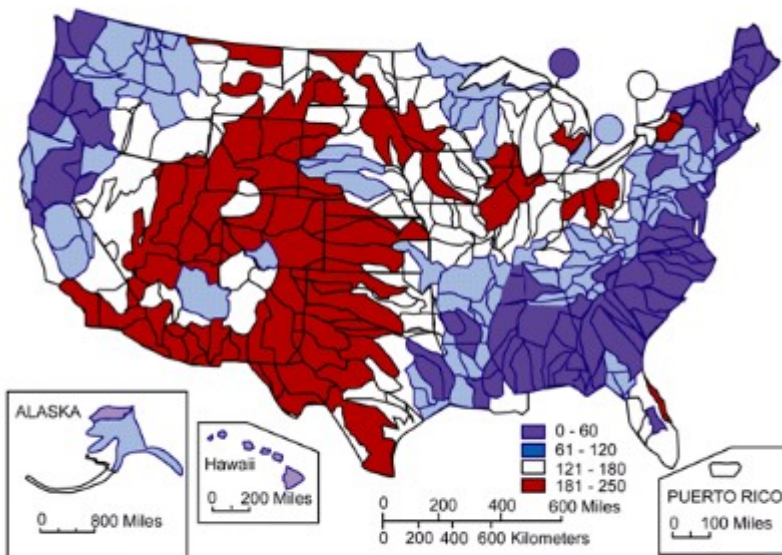 ALASKA
0 800 Miles
Hawaii
0 200 Miles
0 - 60
61 - 120
121 - 180
181 - 250
0 200 400 600 Miles
0 200 400 600 Kilometers
PUERTO RICO
0 100 Miles